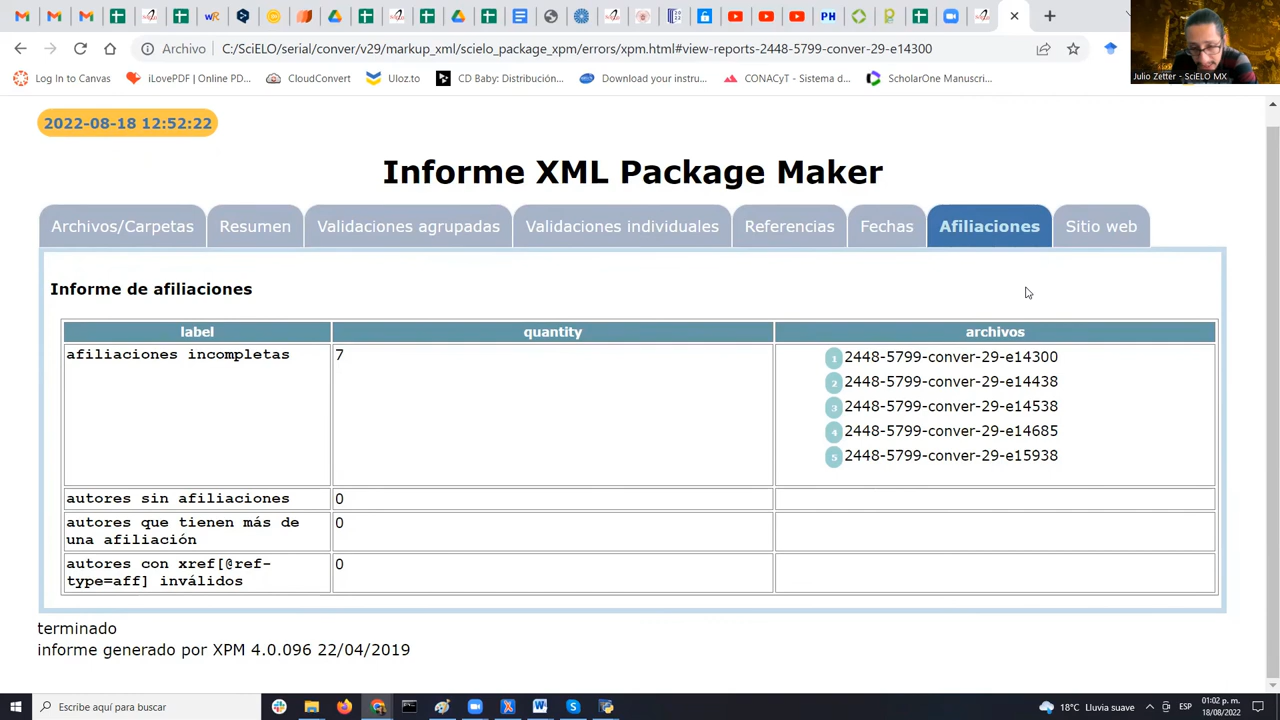 Archivo
C:/SciELO/serial/conver/v29/markup_xml/scielo_package_xpm/errors/xpm.html#view-reports-2448-5799-conver-29-e14300
Julio Zetter - SciELO MX
Log In to Canvas
iLovePDF | Online PD...
CloudConvert
Uloz.to
CD Baby: Distribución...
Download your instru...
CONACyT - Sistema d...
ScholarOne Manuscri...
2022-08-18 12:52:22
Informe XML Package Maker
Archivos/Carpetas
Resumen
Validaciones agrupadas
Validaciones individuales
Referencias
Fechas
Afiliaciones
Sitio web
Informe de afiliaciones
label
quantity
archivos
afiliaciones incompletas
7
1 2448-5799-conver-29-e14300
2 2448-5799-conver-29-e14438
3 2448-5799-conver-29-e14538
4 2448-5799-conver-29-e14685
5 2448-5799-conver-29-e15938
autores sin afiliaciones
0
autores que tienen más de
una afiliación
0
autores con xref[@ref-
type=aff] inválidos
0
terminado
informe generado por XPM 4.0.096 22/04/2019
Escribe aquí para buscar
18°C Lluvia suave
ESP
01:02 p. m.
18/08/2022